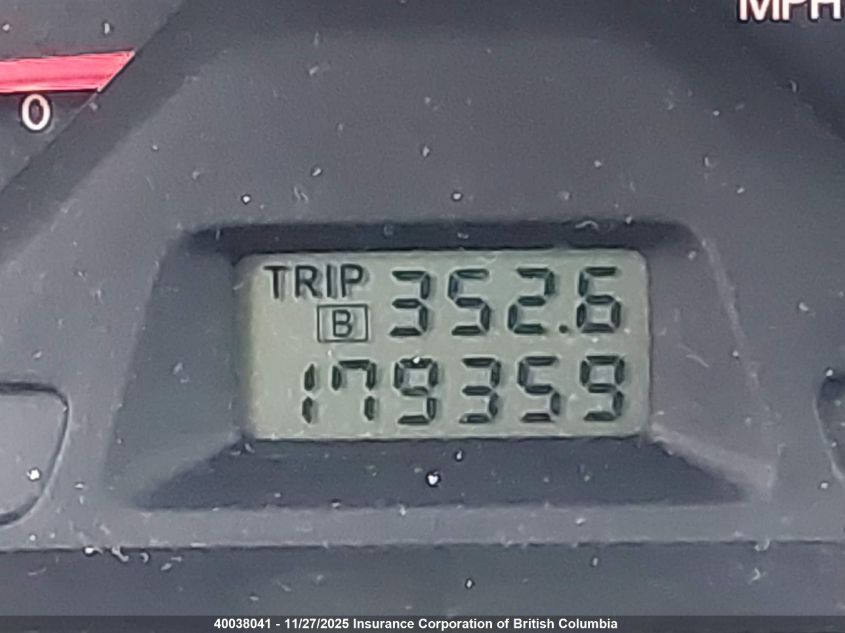 MPH
0
TRIP 352.6
B
179359
40038041 - 11/27/2025 Insurance Corporation of British Columbia